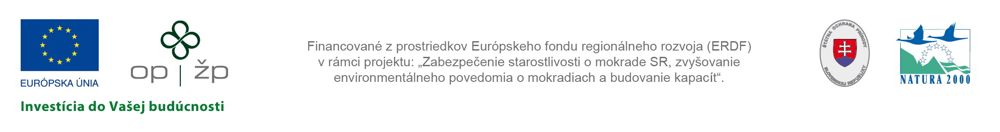 EURÓPSKA ÚNIA
op | žp
Investícia do Vašej budúcnosti
Financované z prostriedkov Európskeho fondu regionálneho rozvoja (ERDF)
v rámci projektu: „Zabezpečenie starostlivosti o mokrade SR, zvyšovanie
environmentálneho povedomia o mokradiach a budovanie kapacít“.
ŠTÁTNA OCHRANA PRÍRODY
SLOVENSKEJ REPUBLIKY
NATURA 2000